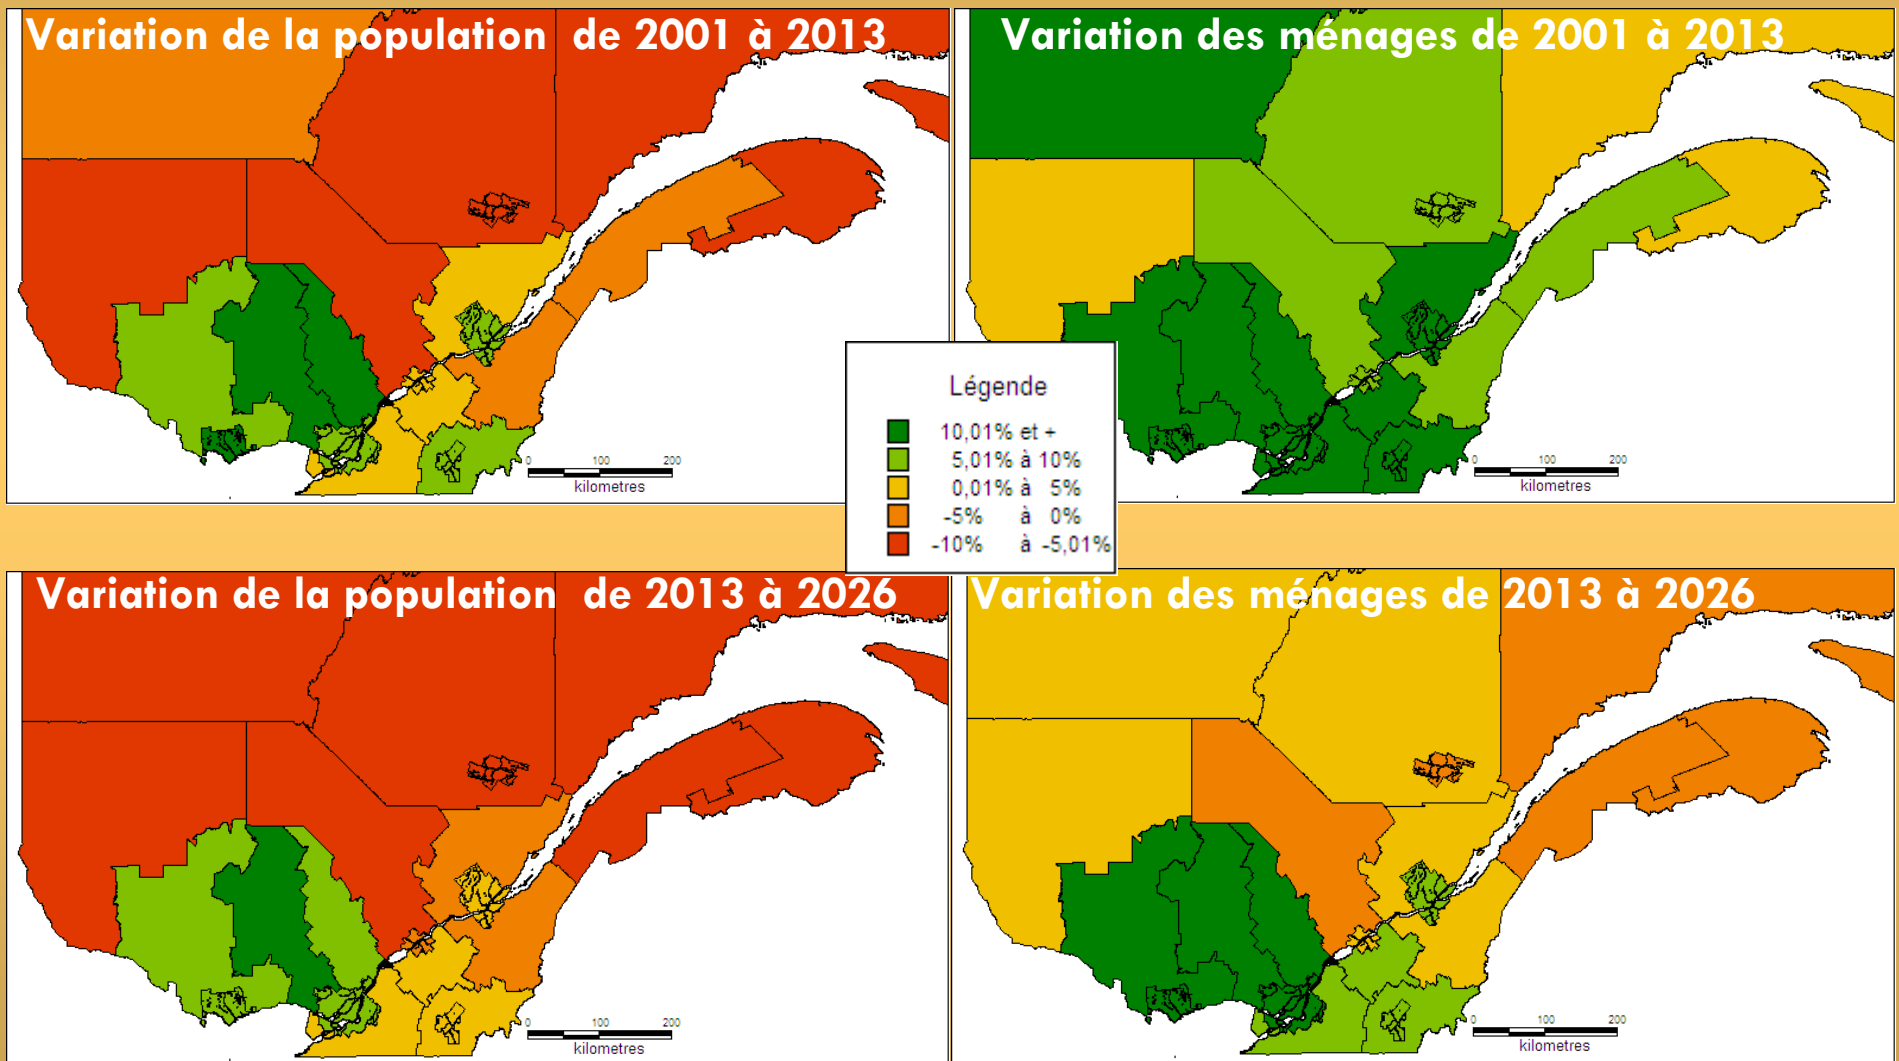 Variation de la population de 2001 à 2013
Variation des ménages de 2001 à 2013
0 100 200
kilometres
0 100 200
kilometres
Légende
10,01% et +
5,01% à 10%
0,01% à 5%
-5% à 0%
-10% à -5,01%
Variation de la population de 2013 à 2026
Variation des ménages de 2013 à 2026
0 100 200
kilometres
0 100 200
kilometres